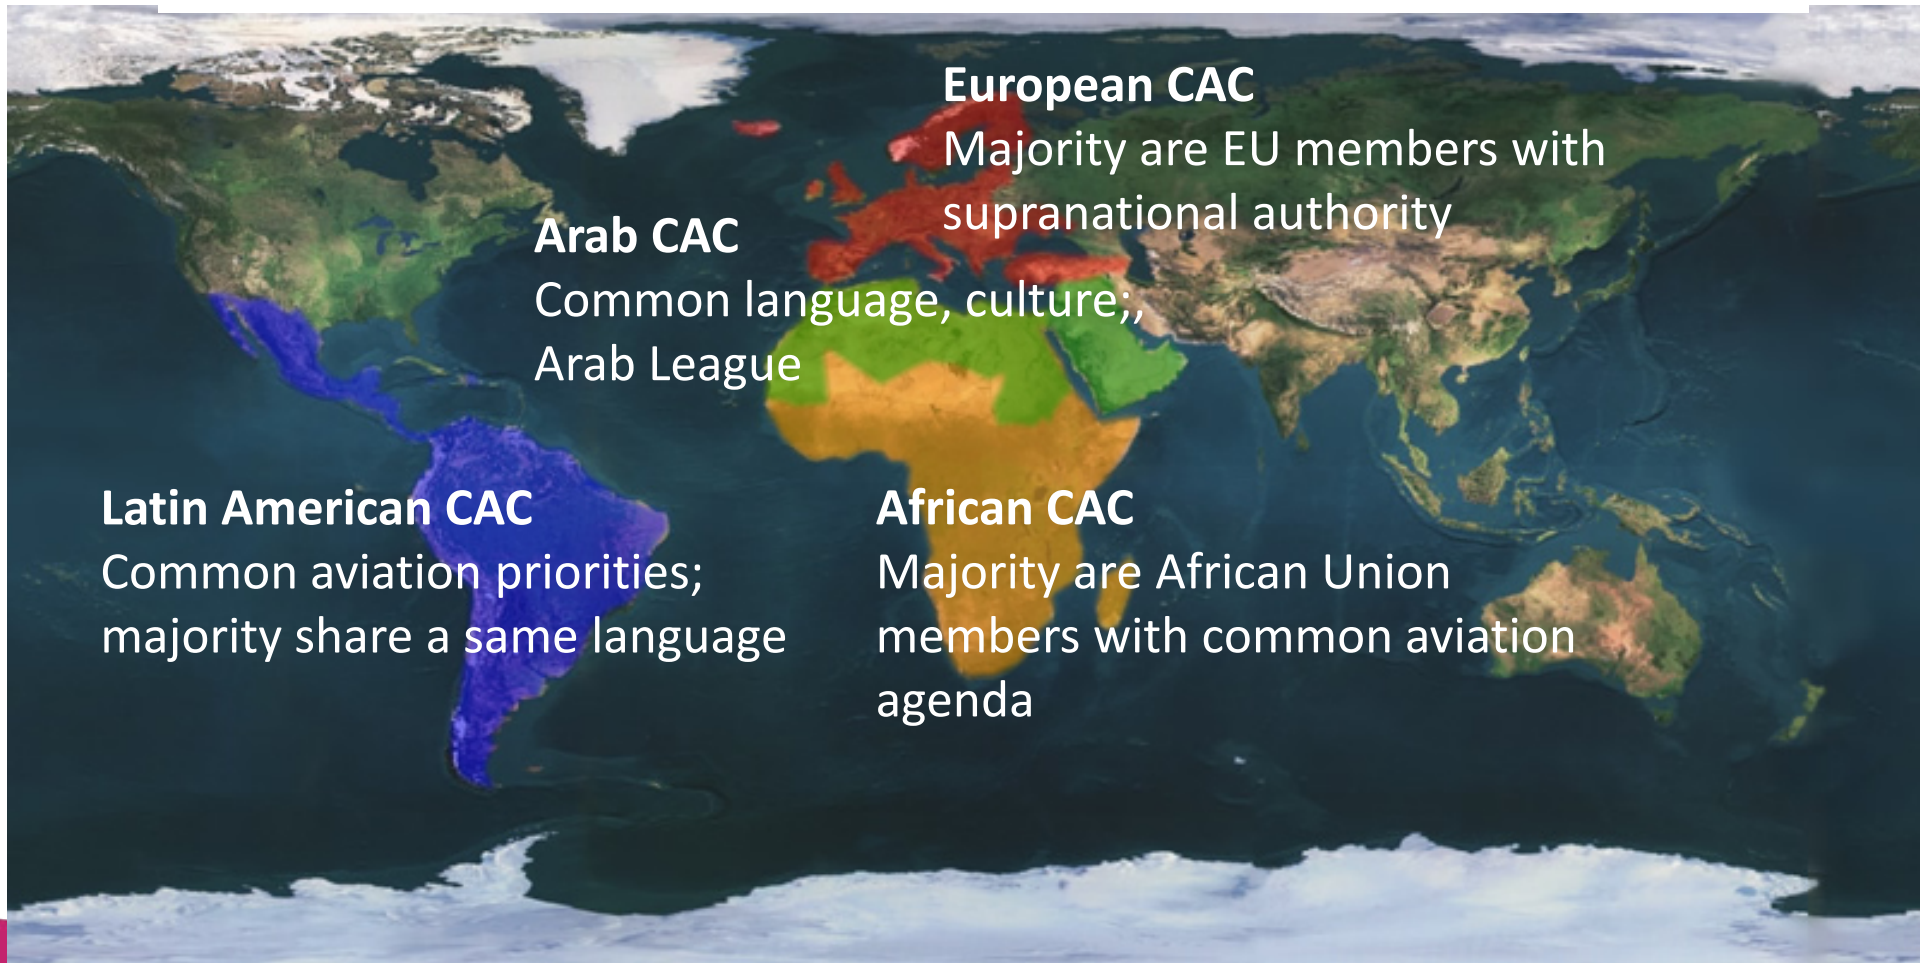 European CAC
Majority are EU members with
supranational authority
Arab CAC
Common language, culture;,
Arab League
Latin American CAC
Common aviation priorities;
majority share a same language
African CAC
Majority are African Union
members with common aviation
agenda